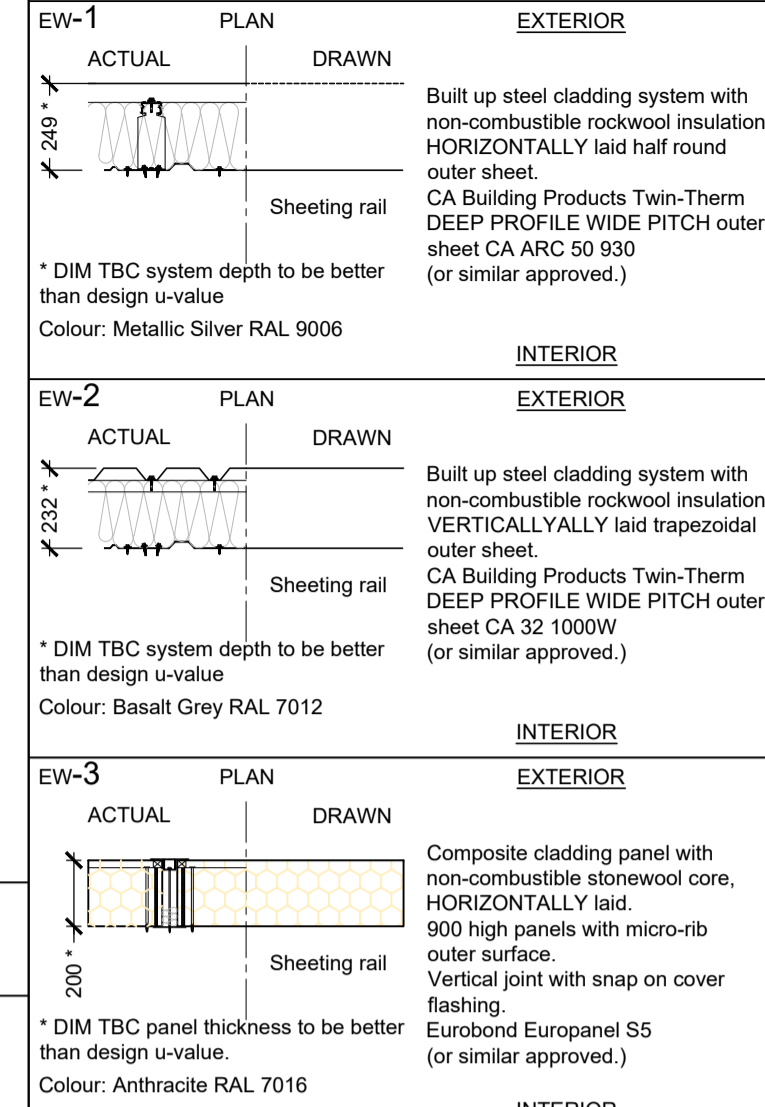 EW-1
PLAN
EXTERIOR
ACTUAL
DRAWN
249 *
Sheeting rail
* DIM TBC system depth to be better
than design u-value
Colour: Metallic Silver RAL 9006
Built up steel cladding system with
non-combustible rockwool insulation
HORIZONTALLY laid half round
outer sheet.
CA Building Products Twin-Therm
DEEP PROFILE WIDE PITCH outer
sheet CA ARC 50 930
(or similar approved.)
INTERIOR
EW-2
PLAN
EXTERIOR
ACTUAL
DRAWN
232 *
Sheeting rail
* DIM TBC system depth to be better
than design u-value
Colour: Basalt Grey RAL 7012
Built up steel cladding system with
non-combustible rockwool insulation
VERTICALLYALLY laid trapezoidal
outer sheet.
CA Building Products Twin-Therm
DEEP PROFILE WIDE PITCH outer
sheet CA 32 1000W
(or similar approved.)
INTERIOR
EW-3
PLAN
EXTERIOR
ACTUAL
DRAWN
200 *
Sheeting rail
* DIM TBC panel thickness to be better
than design u-value.
Colour: Anthracite RAL 7016
Composite cladding panel with
non-combustible stonewool core,
HORIZONTALLY laid.
900 high panels with micro-rib
outer surface.
Vertical joint with snap on cover
flashing.
Eurobond Europanel S5
(or similar approved.)
INTERIOR